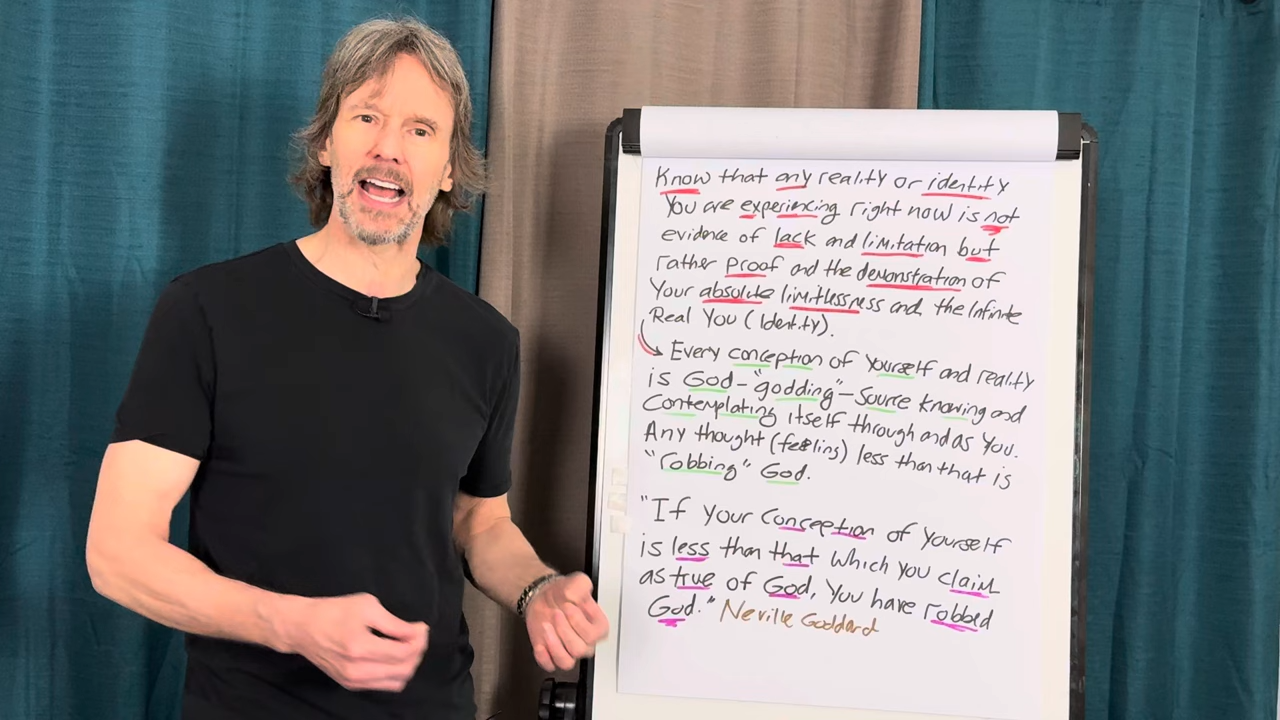 Know that any reality or identity
You are experiencing right now is not
evidence of lack and limitation but
rather proof and the demonstration of
Your absolute limitlessness and the Infinite
Real You (Identity).
Every conception of Yourself and reality
is God-"godding"-Source knowing and
Contemplating itself through and as You.
Any thought (feeling) less than that is
"robbing" God.
"If your Conception of Yourself
is less than that which you claim
as true of God, You have robbed
God." Neville Goddard